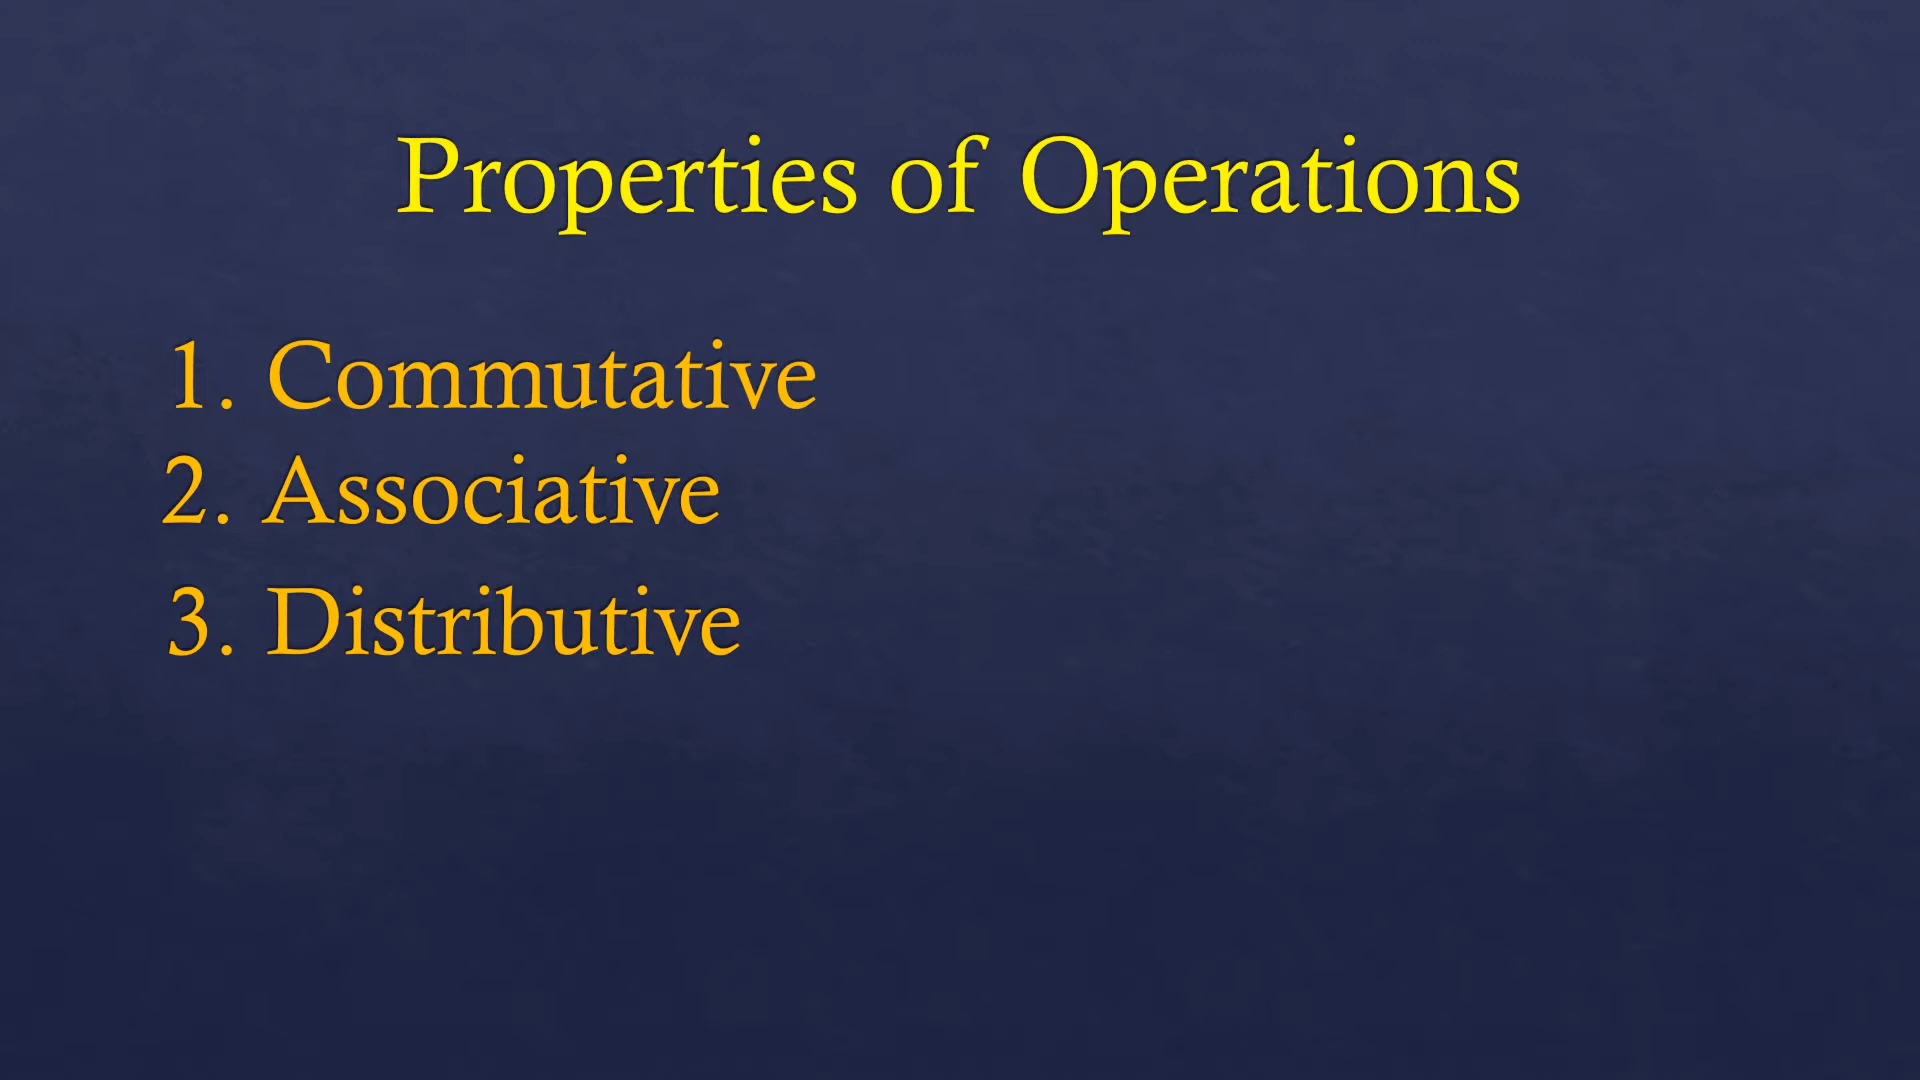 Properties of Operations
1. Commutative
2. Associative
3. Distributive